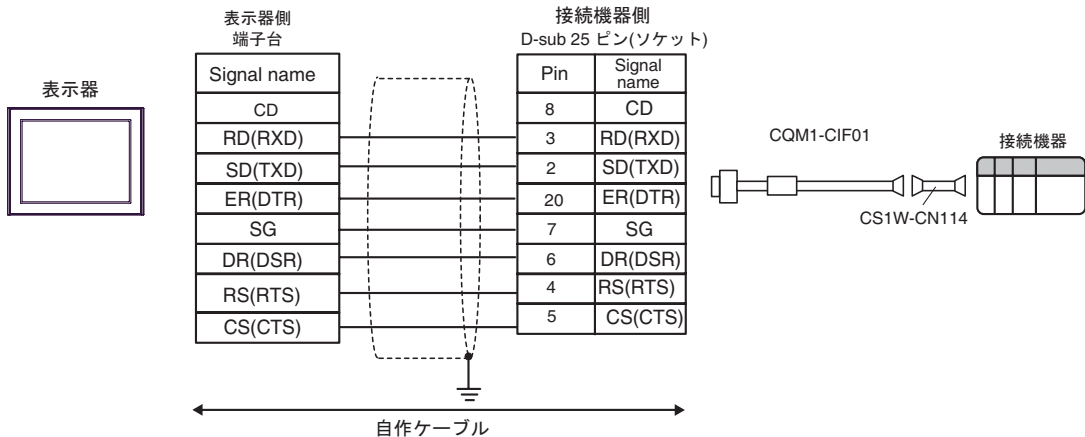 表示器
表示器側
端子台
Signal name
CD
RD(RXD)
SD(TXD)
ER(DTR)
SG
DR(DSR)
RS(RTS)
CS(CTS)
接続機器側
D-sub 25 ピン(ソケット)
Pin Signal name
8 CD
3 RD(RXD)
2 SD(TXD)
20 ER(DTR)
7 SG
6 DR(DSR)
4 RS(RTS)
5 CS(CTS)
自作ケーブル
CQM1-CIF01
CS1W-CN114
接続機器